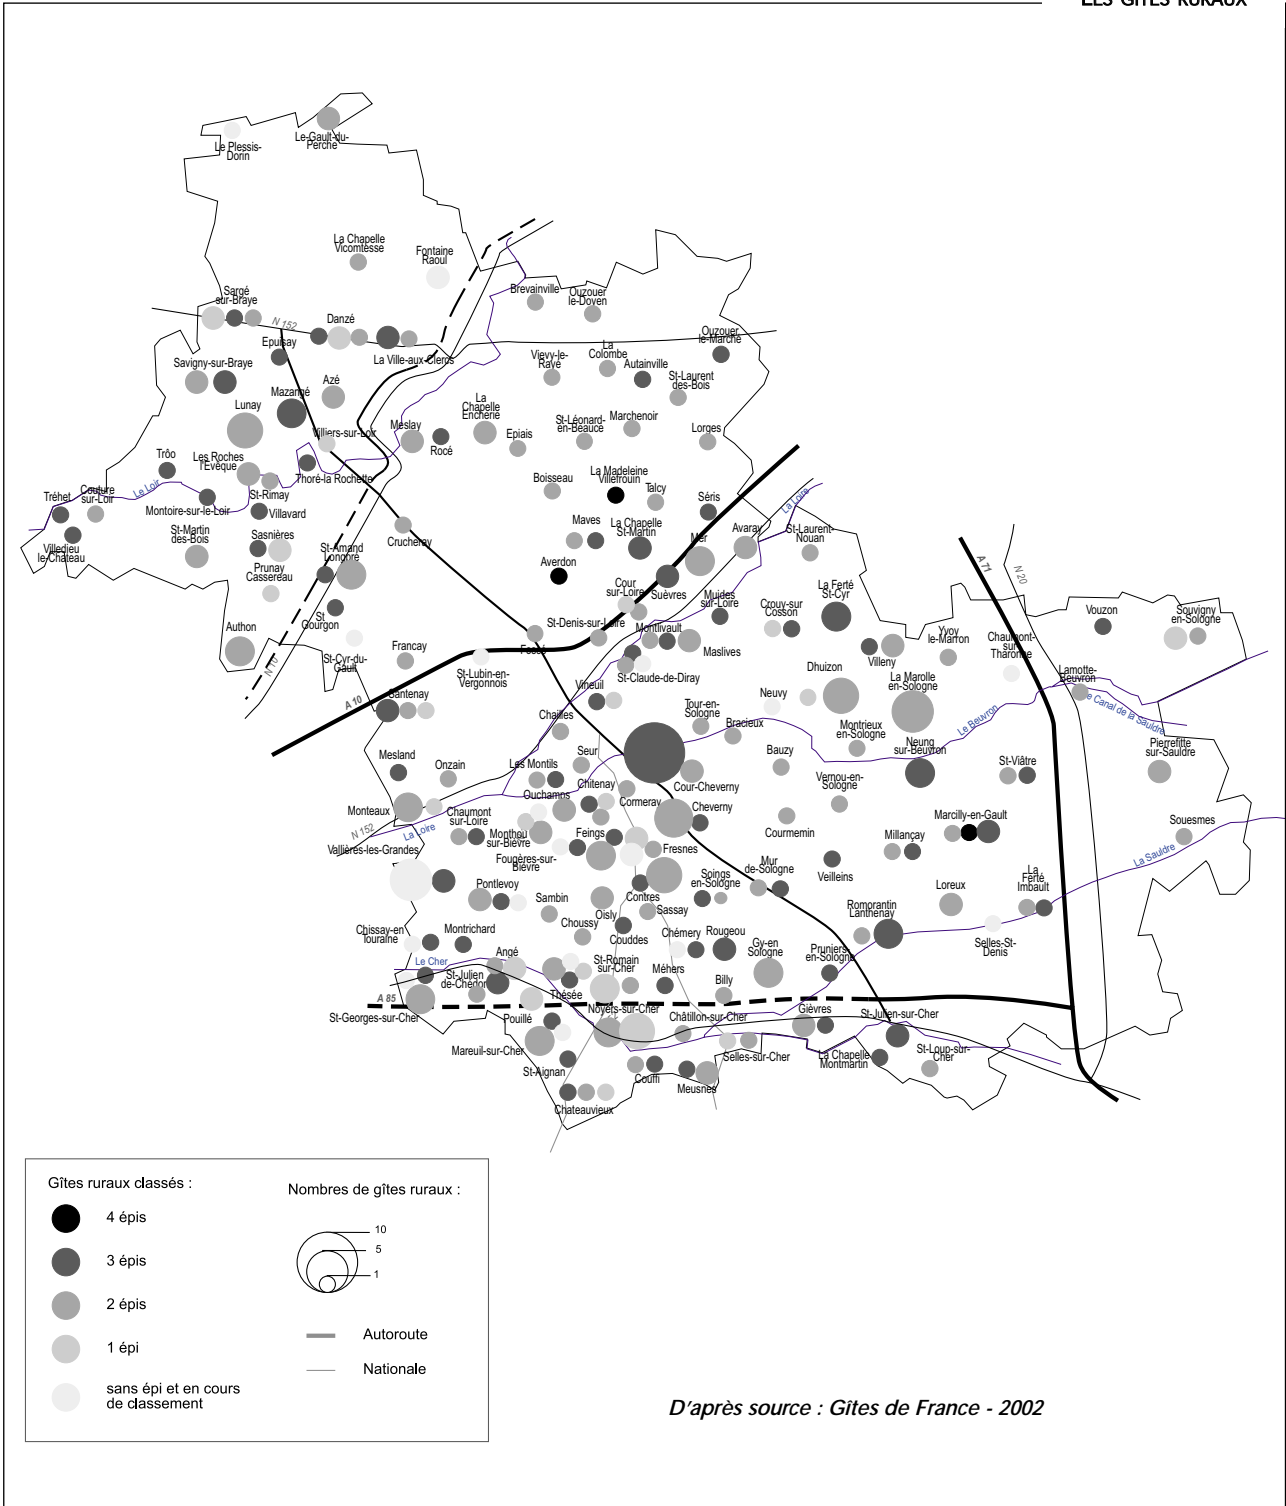 LES GÎTES RURAUX
Le Plessis-
Dorin
Le-Gault-du-
Perche
La Chapelle
Vicomtesse
Fontaine
Raoul
Sargé
sur-Braye
N 152
Danzé
Epuisay
La Ville-aux-Clercs
Brevainville
Ouzouer
le-Doyen
Ouzouer
le-Marché
Savigny-sur-Braye
Azé
Mazangé
Lunay
La
Chapelle
Enchérie
Vievy-le-
Rayé
La
Colombe
Autainville
St-Laurent
des-Bois
Villiers-sur-Loir
Meslay
Rocé
Epiais
St-Léonard-
en-Beauce
Marchenoir
Lorges
Trôo
Les Roches
l'Evêque
Thoré-la Rochette
Boisseau
La Madeleine
Villefrouin
Talcy
Séris
La Loire
Tréhet
Couture
sur-Loir
Le Loir
Montoire-sur-le-Loir
St-Rimay
Villavard
Villedieu
le-Château
St-Martin
des-Bois
Sasnières
St-Amand
Longpré
Crucheray
Maves
La Chapelle
St-Martin
Mer
Avaray
St-Laurent-
Nouan
A 71
N 20
Prunay
Cassereau
Averdon
Cour
sur-Loire
Suèvres
Muides
sur-Loire
Crouy-sur
Cosson
La Ferté
St-Cyr
Vouzon
Souvigny
en-Sologne
Authon
St
Gourgon
St-Cyr-du-
Gault
Francay
St-Lubin-en-
Vergonnois
Fossé
St-Denis-sur-Loire
Montlivault
Maslives
Villeny
Yvoy
le-Marron
Chaumont-
sur-
Tharonne
N 10
A 10
Santenay
St-Claude-de-Diray
Vineuil
Neuvy
Dhuizon
La Marolle
en-Sologne
Lamotte-
Beuvron
Le Canal de la Sauldre
Chailles
Tour-en-
Sologne
Bracieux
Montrieux
en-Sologne
Le Beuvron
Neung
sur-Beuvron
Pierrefitte
sur-Sauldre
Mesland
Onzain
Seur
Les Montils
Chitenay
Cour-Cheverny
Bauzy
Vernou-en-
Sologne
St-Viâtre
Monteaux
Ouchamps
Cormeray
Cheverny
N 152
La Loire
Chaumont
sur-Loire
Monthou
sur-Bièvre
Feings
Courmemin
Millançay
Marcilly-en-Gault
Souesmes
Vallières-les-Grandes
Fougères-sur-
Bièvre
Fresnes
Mur
de-Sologne
Veilleins
La Sauldre
Pontlevoy
Sambin
Oisly
Contres
Soings
en-Sologne
Loreux
La
Ferté
Imbault
Chissay-en
Touraine
Montrichard
Choussy
Sassay
Couddes
Chémery
Rougeou
Gy-en
Sologne
Romorantin
Lanthenay
Selles-St-
Denis
Le Cher
Angé
St-Romain
sur-Cher
Pruniers-
en-Sologne
St-Julien
de-Chédon
Thésée
Méhers
Billy
A 85
St-Georges-sur-Cher
Pouillé
Noyers-sur-Cher
Châtillon-sur-Cher
Gièvres
St-Julien-sur-Cher
Mareuil-sur-Cher
Selles-sur-Cher
La Chapelle
Montmartin
St-Loup-sur-
Cher
St-Aignan
Couffi
Meusnes
Chateauvieux
Gîtes ruraux classés :
4 épis
3 épis
2 épis
1 épi
sans épi et en cours
de classement
Nombres de gîtes ruraux :
10
5
1
Autoroute
Nationale
D'après source : Gîtes de France - 2002